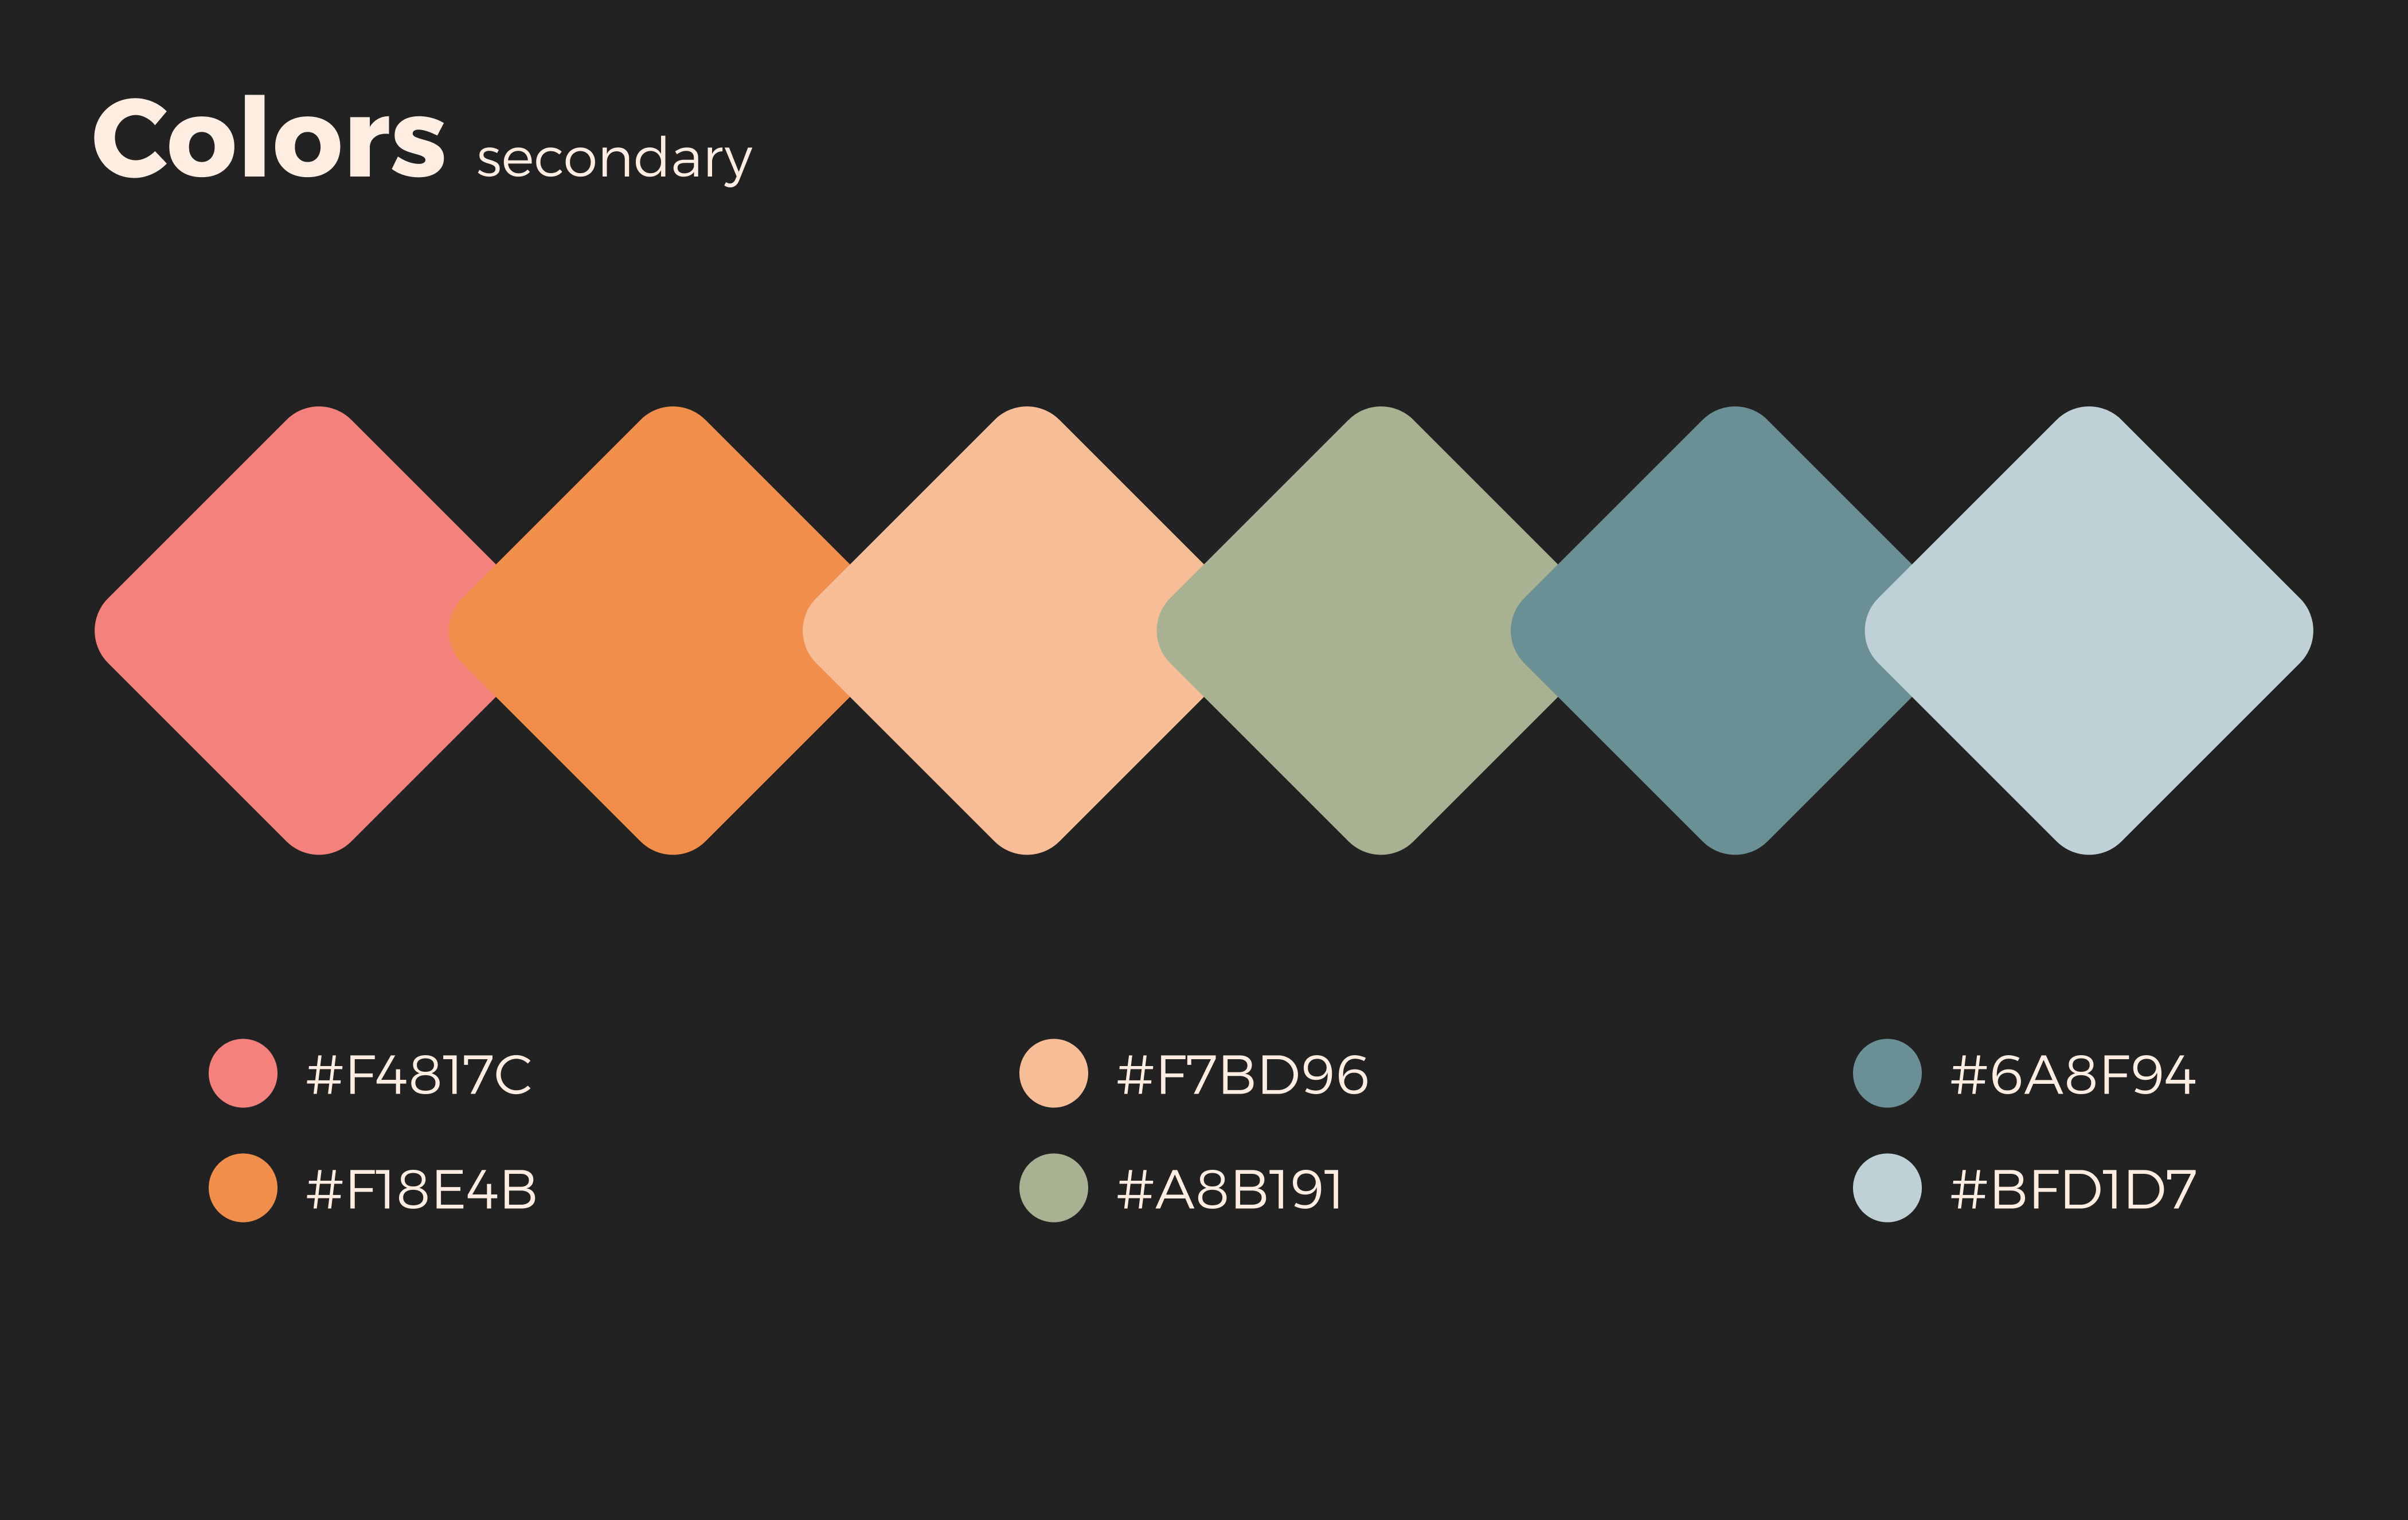 Colors secondary
#F4817C
#F18E4B
#F7BD96
#A8B191
#6A8F94
#BFD1D7